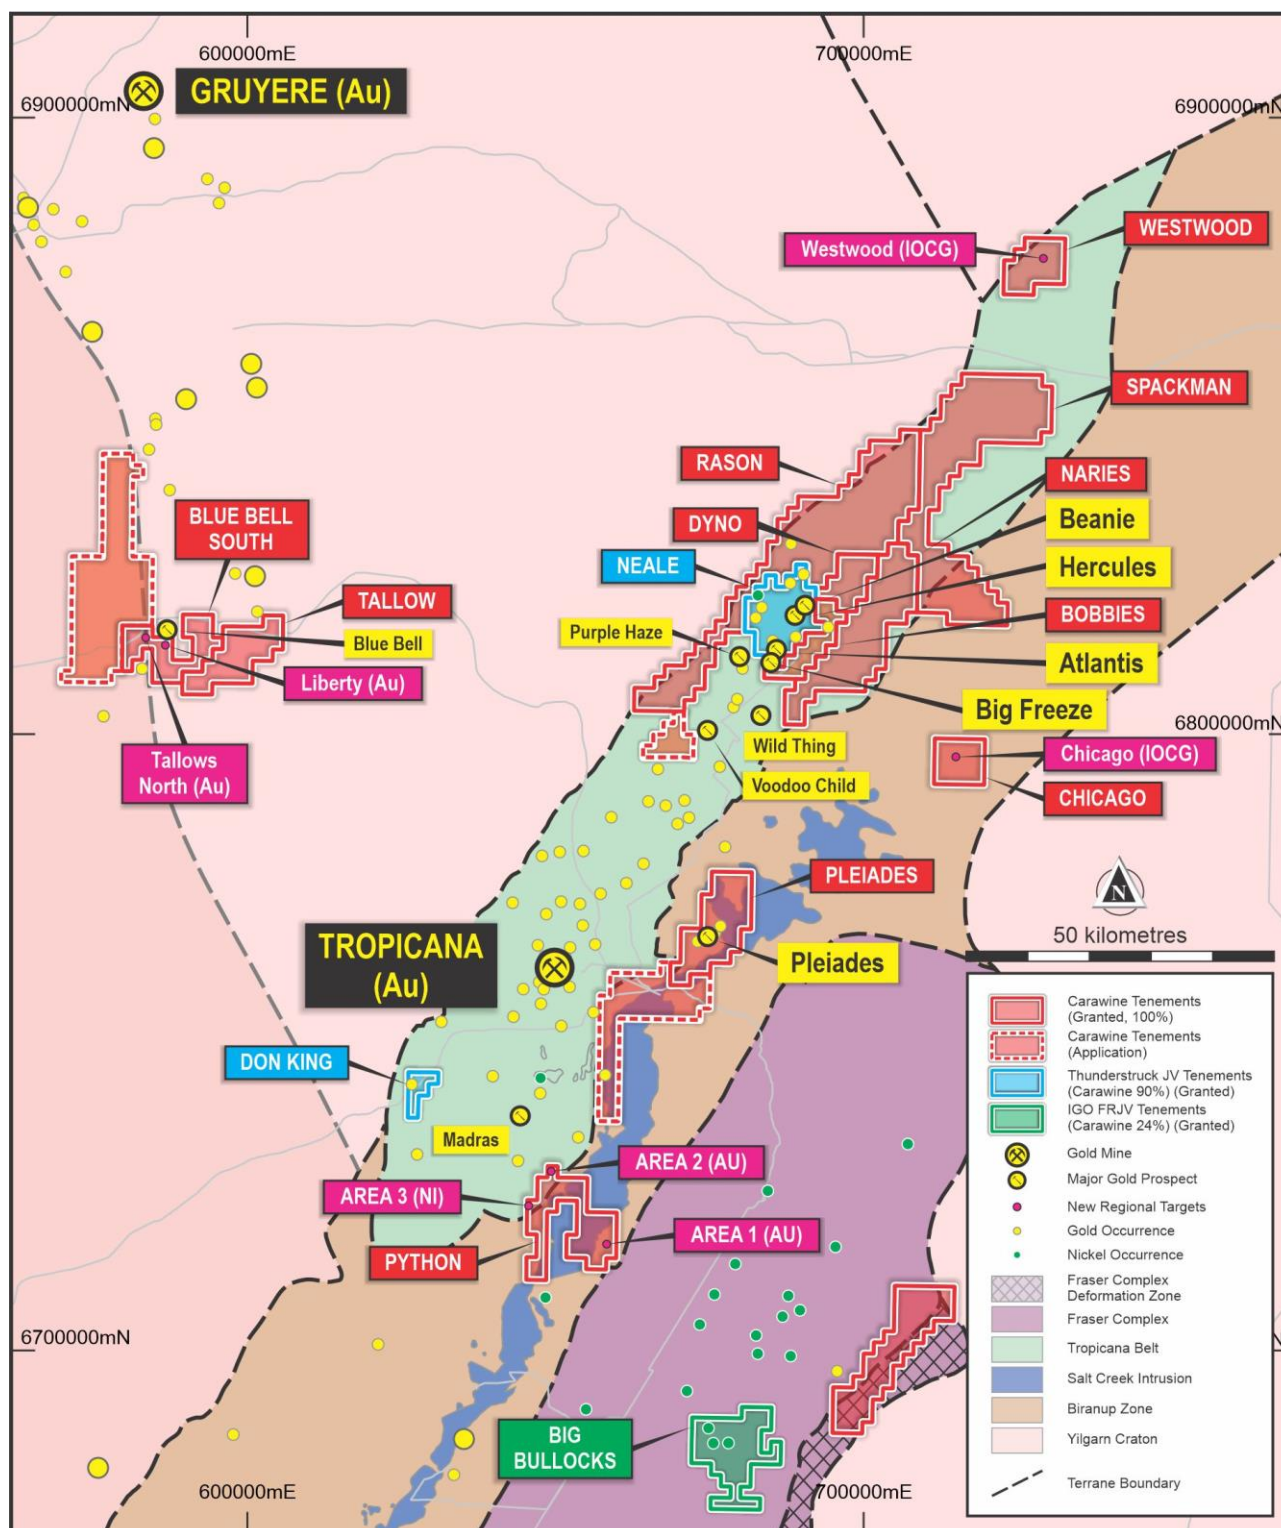 600000mE
700000mE
GRUYERE (Au)
6900000mN
6900000mN
WESTWOOD
Westwood (IOCG)
SPACKMAN
RASON
NARIES
BLUE BELL
SOUTH
DYNO
Beanie
NEALE
Hercules
TALLOW
BOBBIES
Purple Haze
Blue Bell
Atlantis
Liberty (Au)
Big Freeze
6800000mN
Tallows
North (Au)
Wild Thing
Chicago (IOCG)
Voodoo Child
CHICAGO
PLEIADES
N
50 kilometres
TROPICANA
(Au)
Pleiades
DON KING
Madras
AREA 2 (AU)
AREA 3 (NI)
AREA 1 (AU)
PYTHON
6700000mN
BIG
BULLOCKS
600000mE
700000mE
Carawine Tenements
(Granted, 100%)
Carawine Tenements
(Application)
Thunderstruck JV Tenements
(Carawine 90%) (Granted)
IGO FRJV Tenements
(Carawine 24%) (Granted)
Gold Mine
Major Gold Prospect
New Regional Targets
Gold Occurrence
Nickel Occurrence
Fraser Complex
Deformation Zone
Fraser Complex
Tropicana Belt
Salt Creek Intrusion
Biranup Zone
Yilgarn Craton
Terrane Boundary